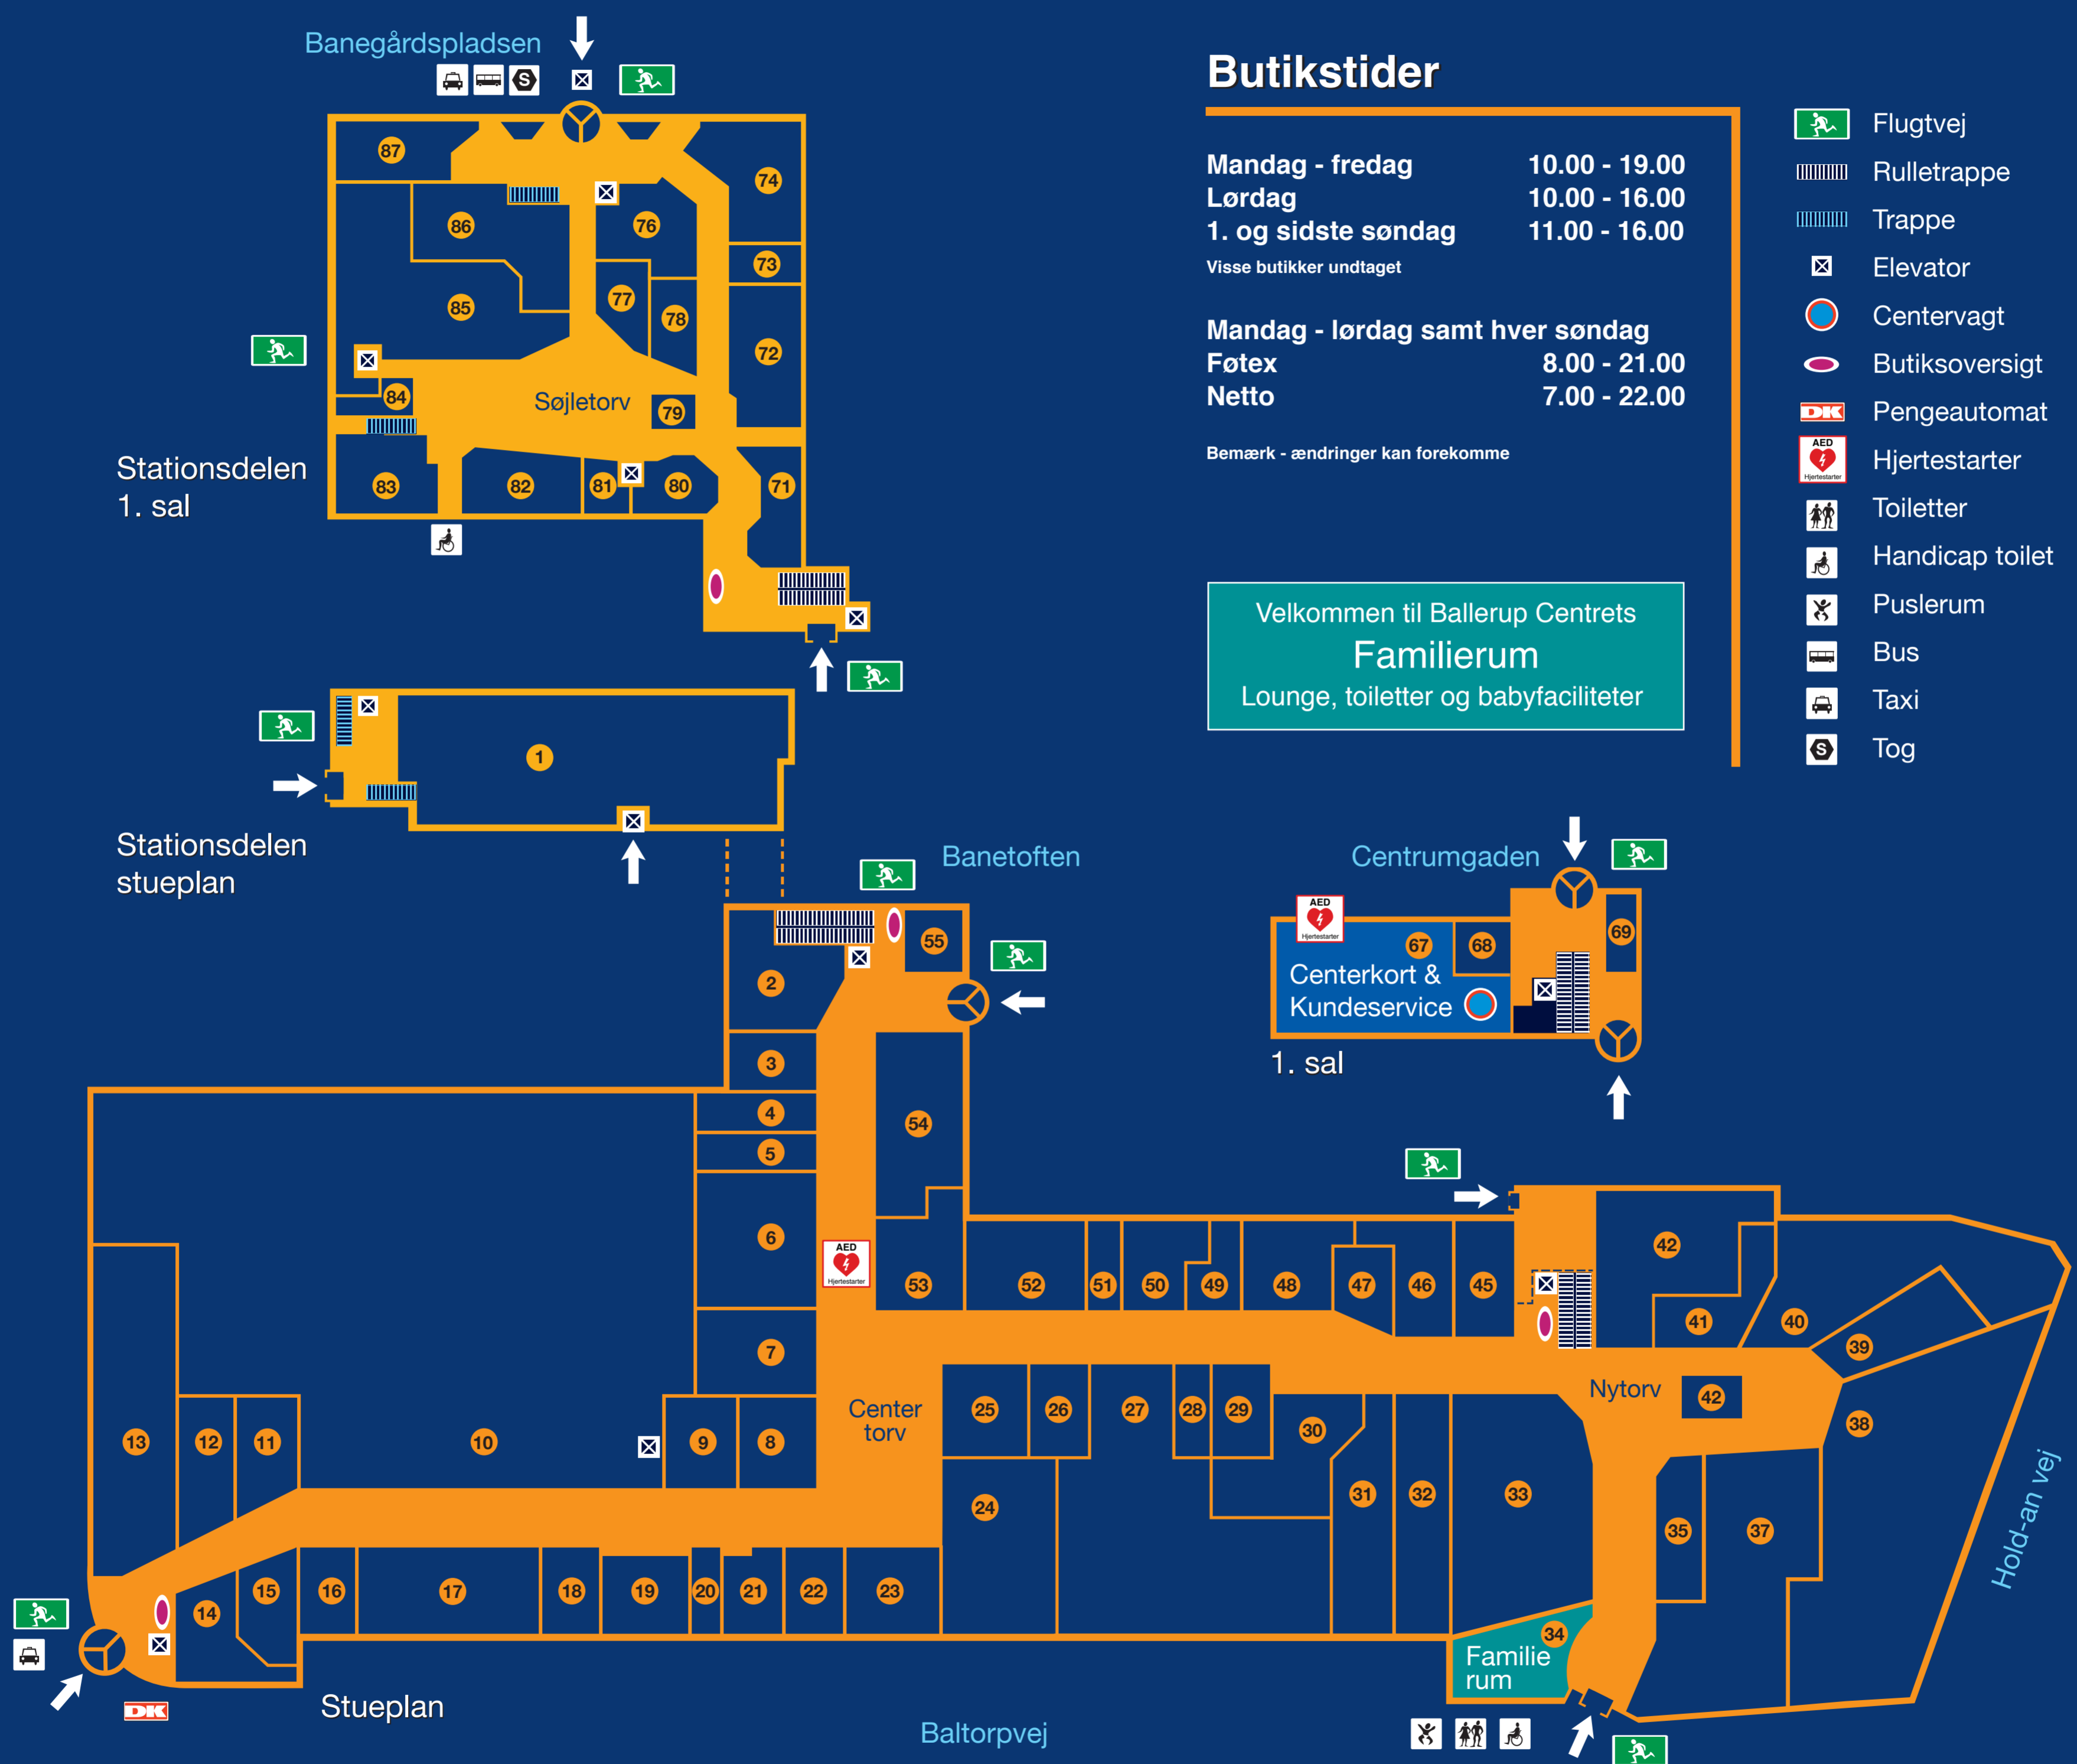 Banegårdspladsen
S
87
74
86
76
73
77
85
78
72
84
Søjletorv
79
Stationsdelen
1. sal
83
82
81
80
71
1
Stationsdelen
stueplan
Butikstider
Mandag - fredag 10.00 - 19.00
Lørdag 10.00 - 16.00
1. og sidste søndag 11.00 - 16.00
Visse butikker undtaget
Mandag - lørdag samt hver søndag
Føtex 8.00 - 21.00
Netto 7.00 - 22.00
Bemærk - ændringer kan forekomme
Velkommen til Ballerup Centrets
Familierum
Lounge, toiletter og babyfaciliteter
Flugtvej
Rulletrappe
Trappe
Elevator
Centervagt
Butiksoversigt
DK Pengeautomat
AED
Hjertestarter
Hjertestarter
Toiletter
Handicap toilet
Puslerum
Bus
Taxi
S Tog
Banetoften
Centrumgaden
AED
Hjertestarter
67
68
69
Centerkort &
Kundeservice
1. sal
55
2
3
4
5
54
6
AED
Hjertestarter
53
52
51
50
49
48
47
46
45
42
41
40
39
7
Center
torv
25
26
27
28
29
30
Nytorv
42
38
13
12
11
10
9
8
24
31
32
33
35
37
Hold-an vej
14
15
16
17
18
19
20
21
22
23
34
Familie
rum
DK
Stueplan
Baltorpvej